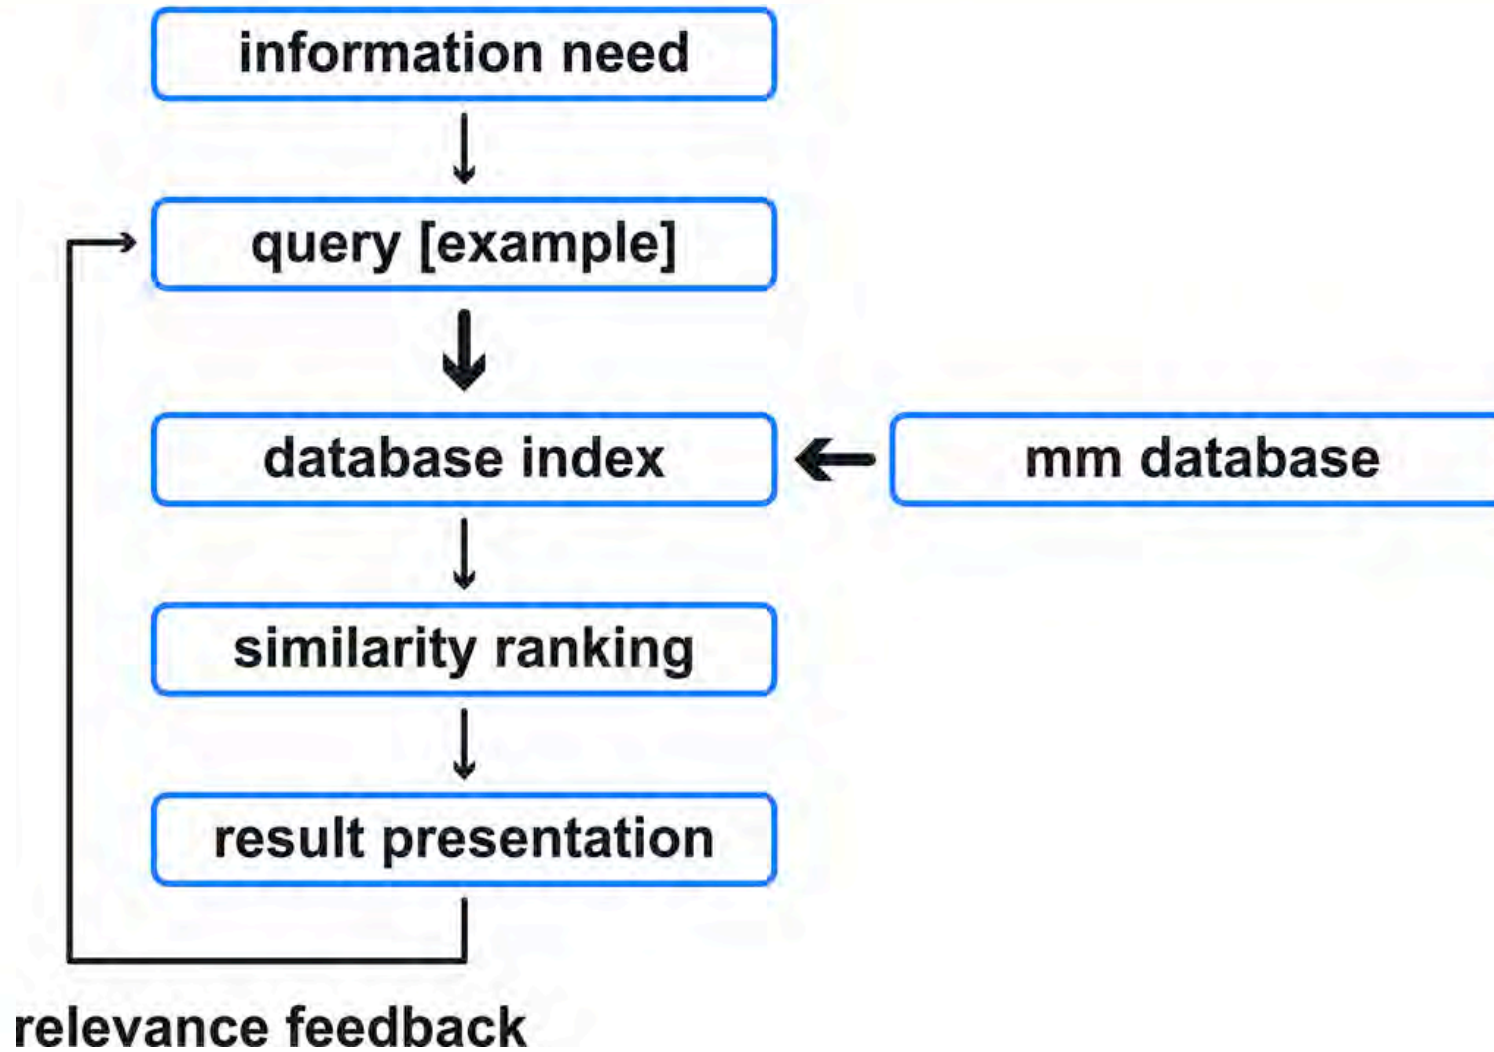 information need
query [example]
database index
mm database
similarity ranking
result presentation
relevance feedback